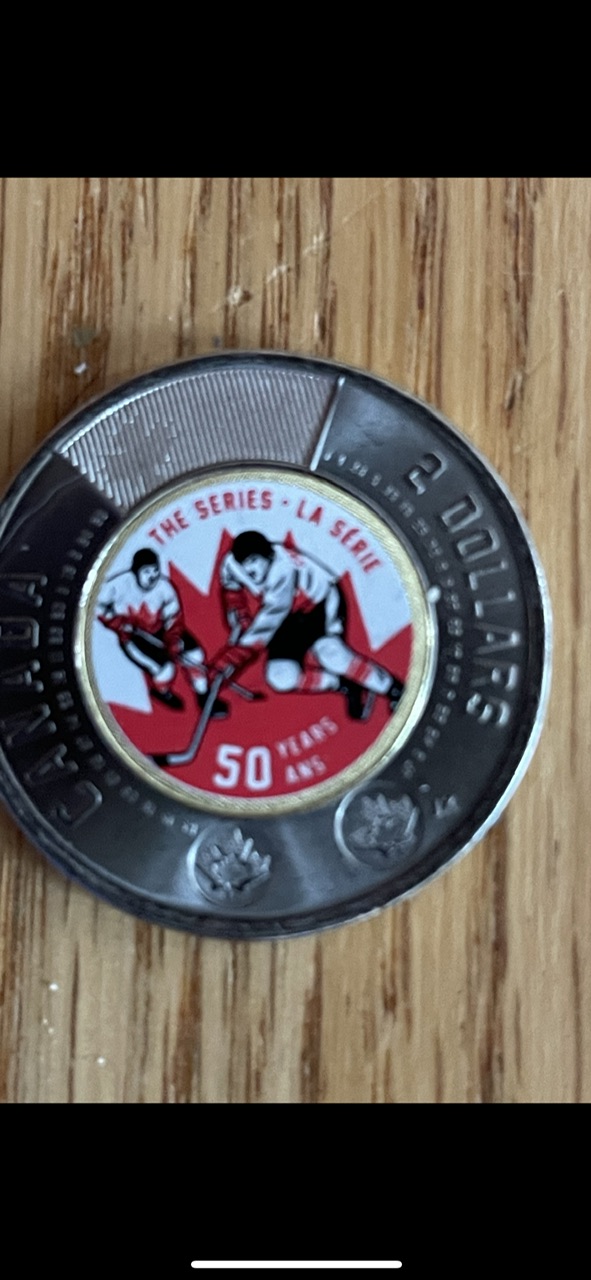 THE SERIES - LA SÉRIE
50 YEARS
ANS
CANADA
2 DOLLARS